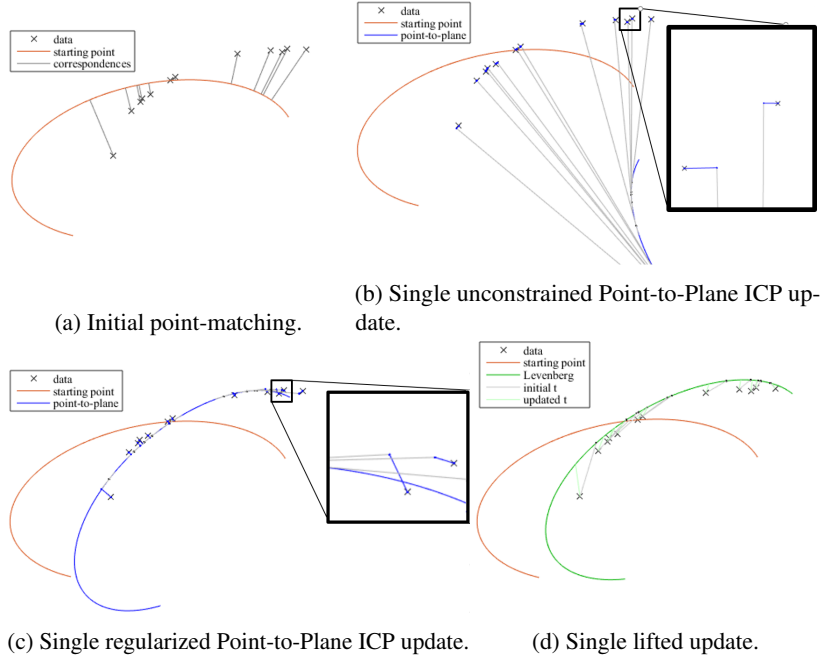 data
starting point
correspondences
(a) Initial point-matching.
data
starting point
point-to-plane
(b) Single unconstrained Point-to-Plane ICP up-
date.
data
starting point
point-to-plane
(c) Single regularized Point-to-Plane ICP update.
data
starting point
Levenberg
initial t
updated t
(d) Single lifted update.